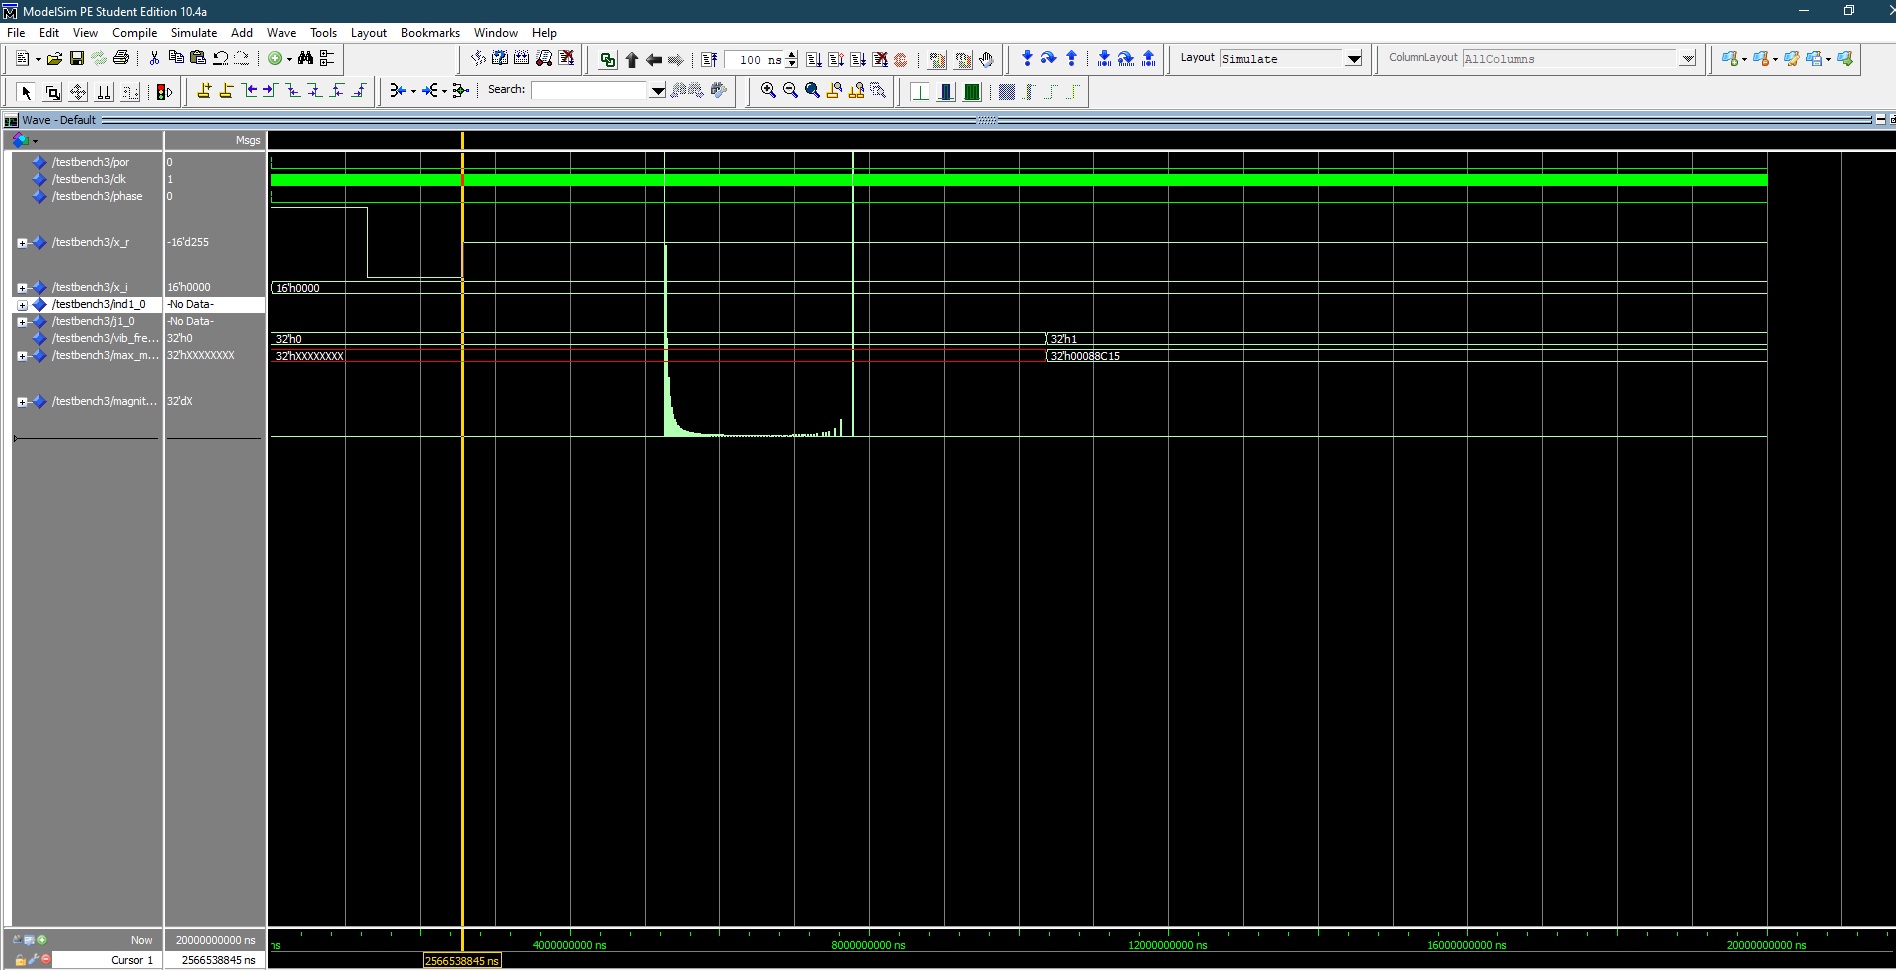 ModelSim PE Student Edition 10.4a
File Edit View Compile Simulate Add Wave Tools Layout Bookmarks Window Help
100 ns Layout Simulate ColumnLayout AllColumns
Search:
Wave - Default
Msgs
/testbench3/por 0
/testbench3/clk 1
/testbench3/phase 0
/testbench3/x_r -16'd255
/testbench3/x_i 16'h0000 16'h0000
/testbench3/ind1_0 -No Data-
/testbench3/j1_0 -No Data-
/testbench3/vib_fre... 32'h0 32'h0 32'h1
/testbench3/max_m... 32'hXXXXXXXX 32'hXXXXXXXX 32'h00088C15
/testbench3/magnit... 32'dX
Now 20000000000 ns ns 4000000000 ns 8000000000 ns 12000000000 ns 16000000000 ns 20000000000 ns
Cursor 1 2566538845 ns 2566538845 ns